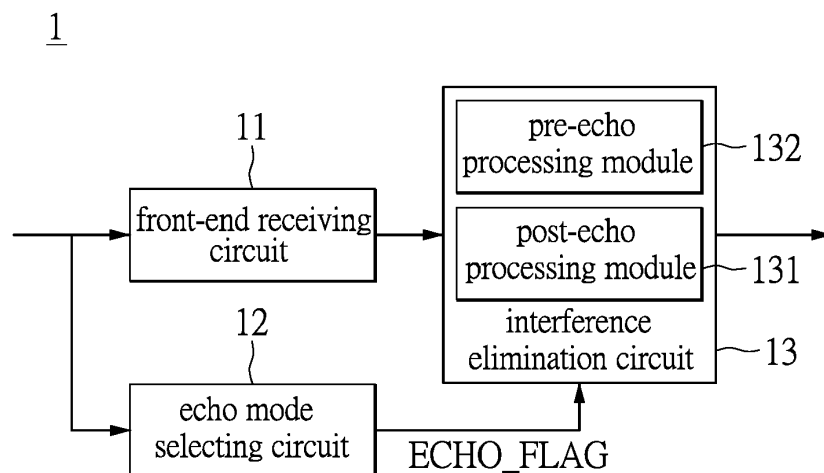 1
11
front-end receiving
circuit
pre-echo
processing module
132
post-echo
processing module
131
interference
elimination circuit
13
12
echo mode
selecting circuit
ECHO_FLAG